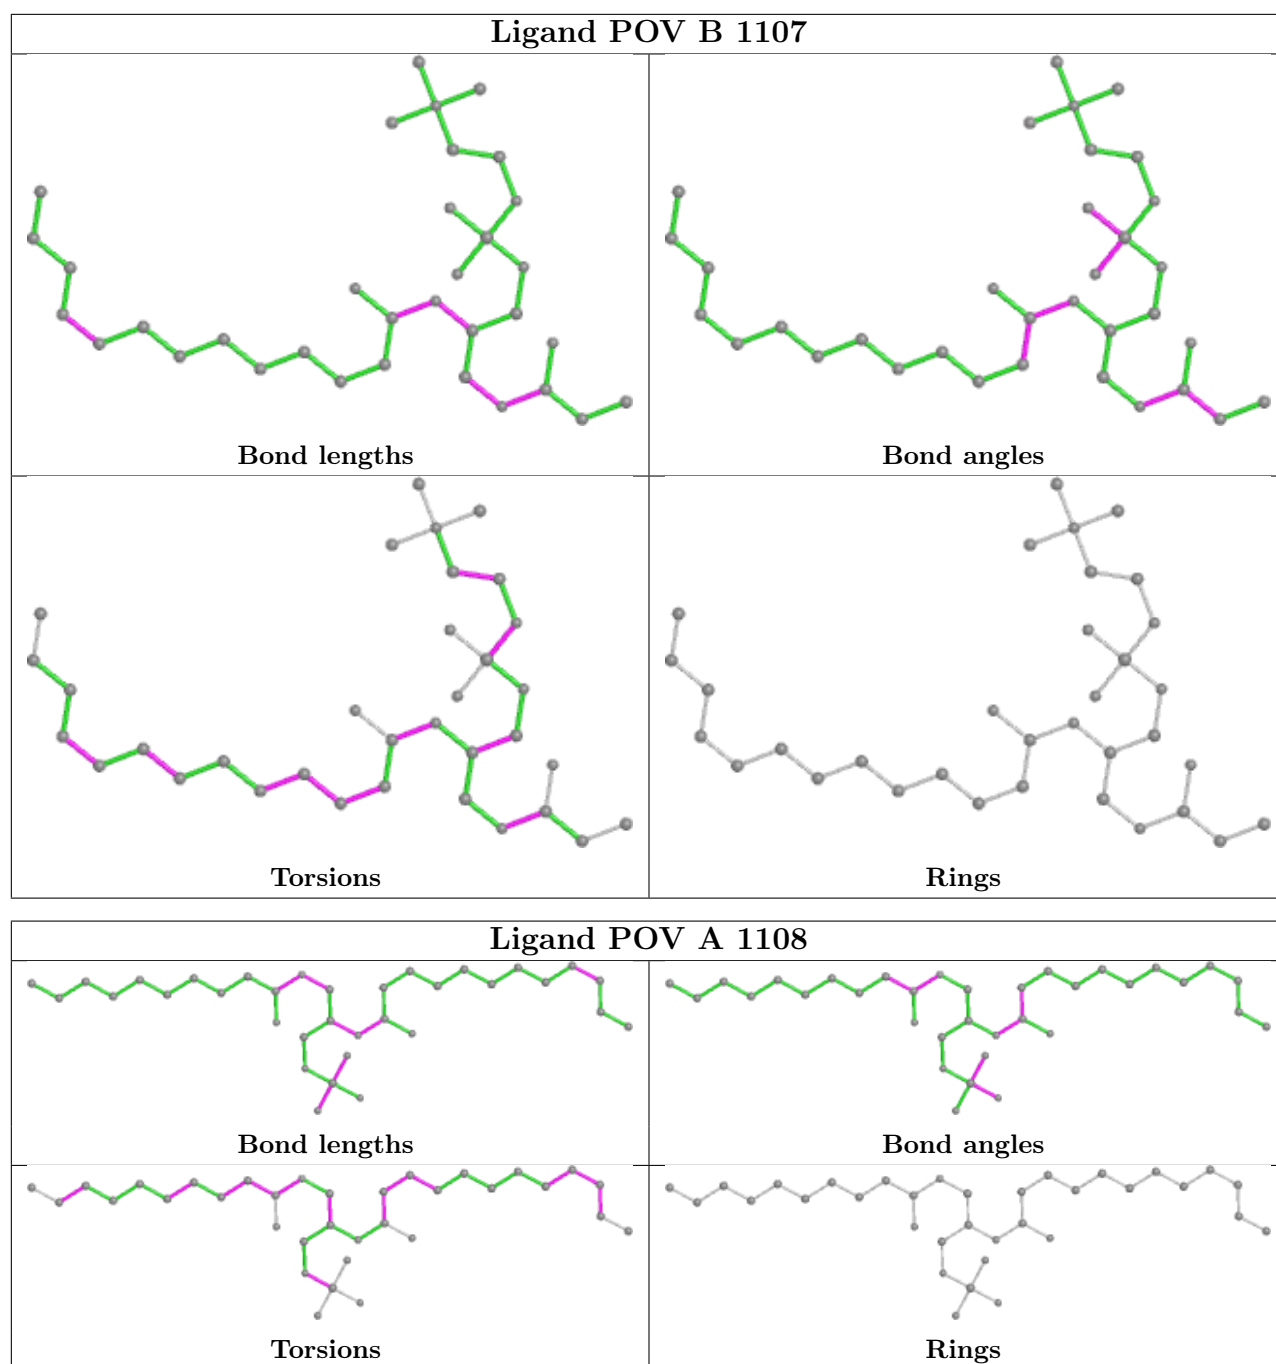 Ligand POV B 1107
Bond lengths
Bond angles
Torsions
Rings
Ligand POV A 1108
Bond lengths
Bond angles
Torsions
Rings